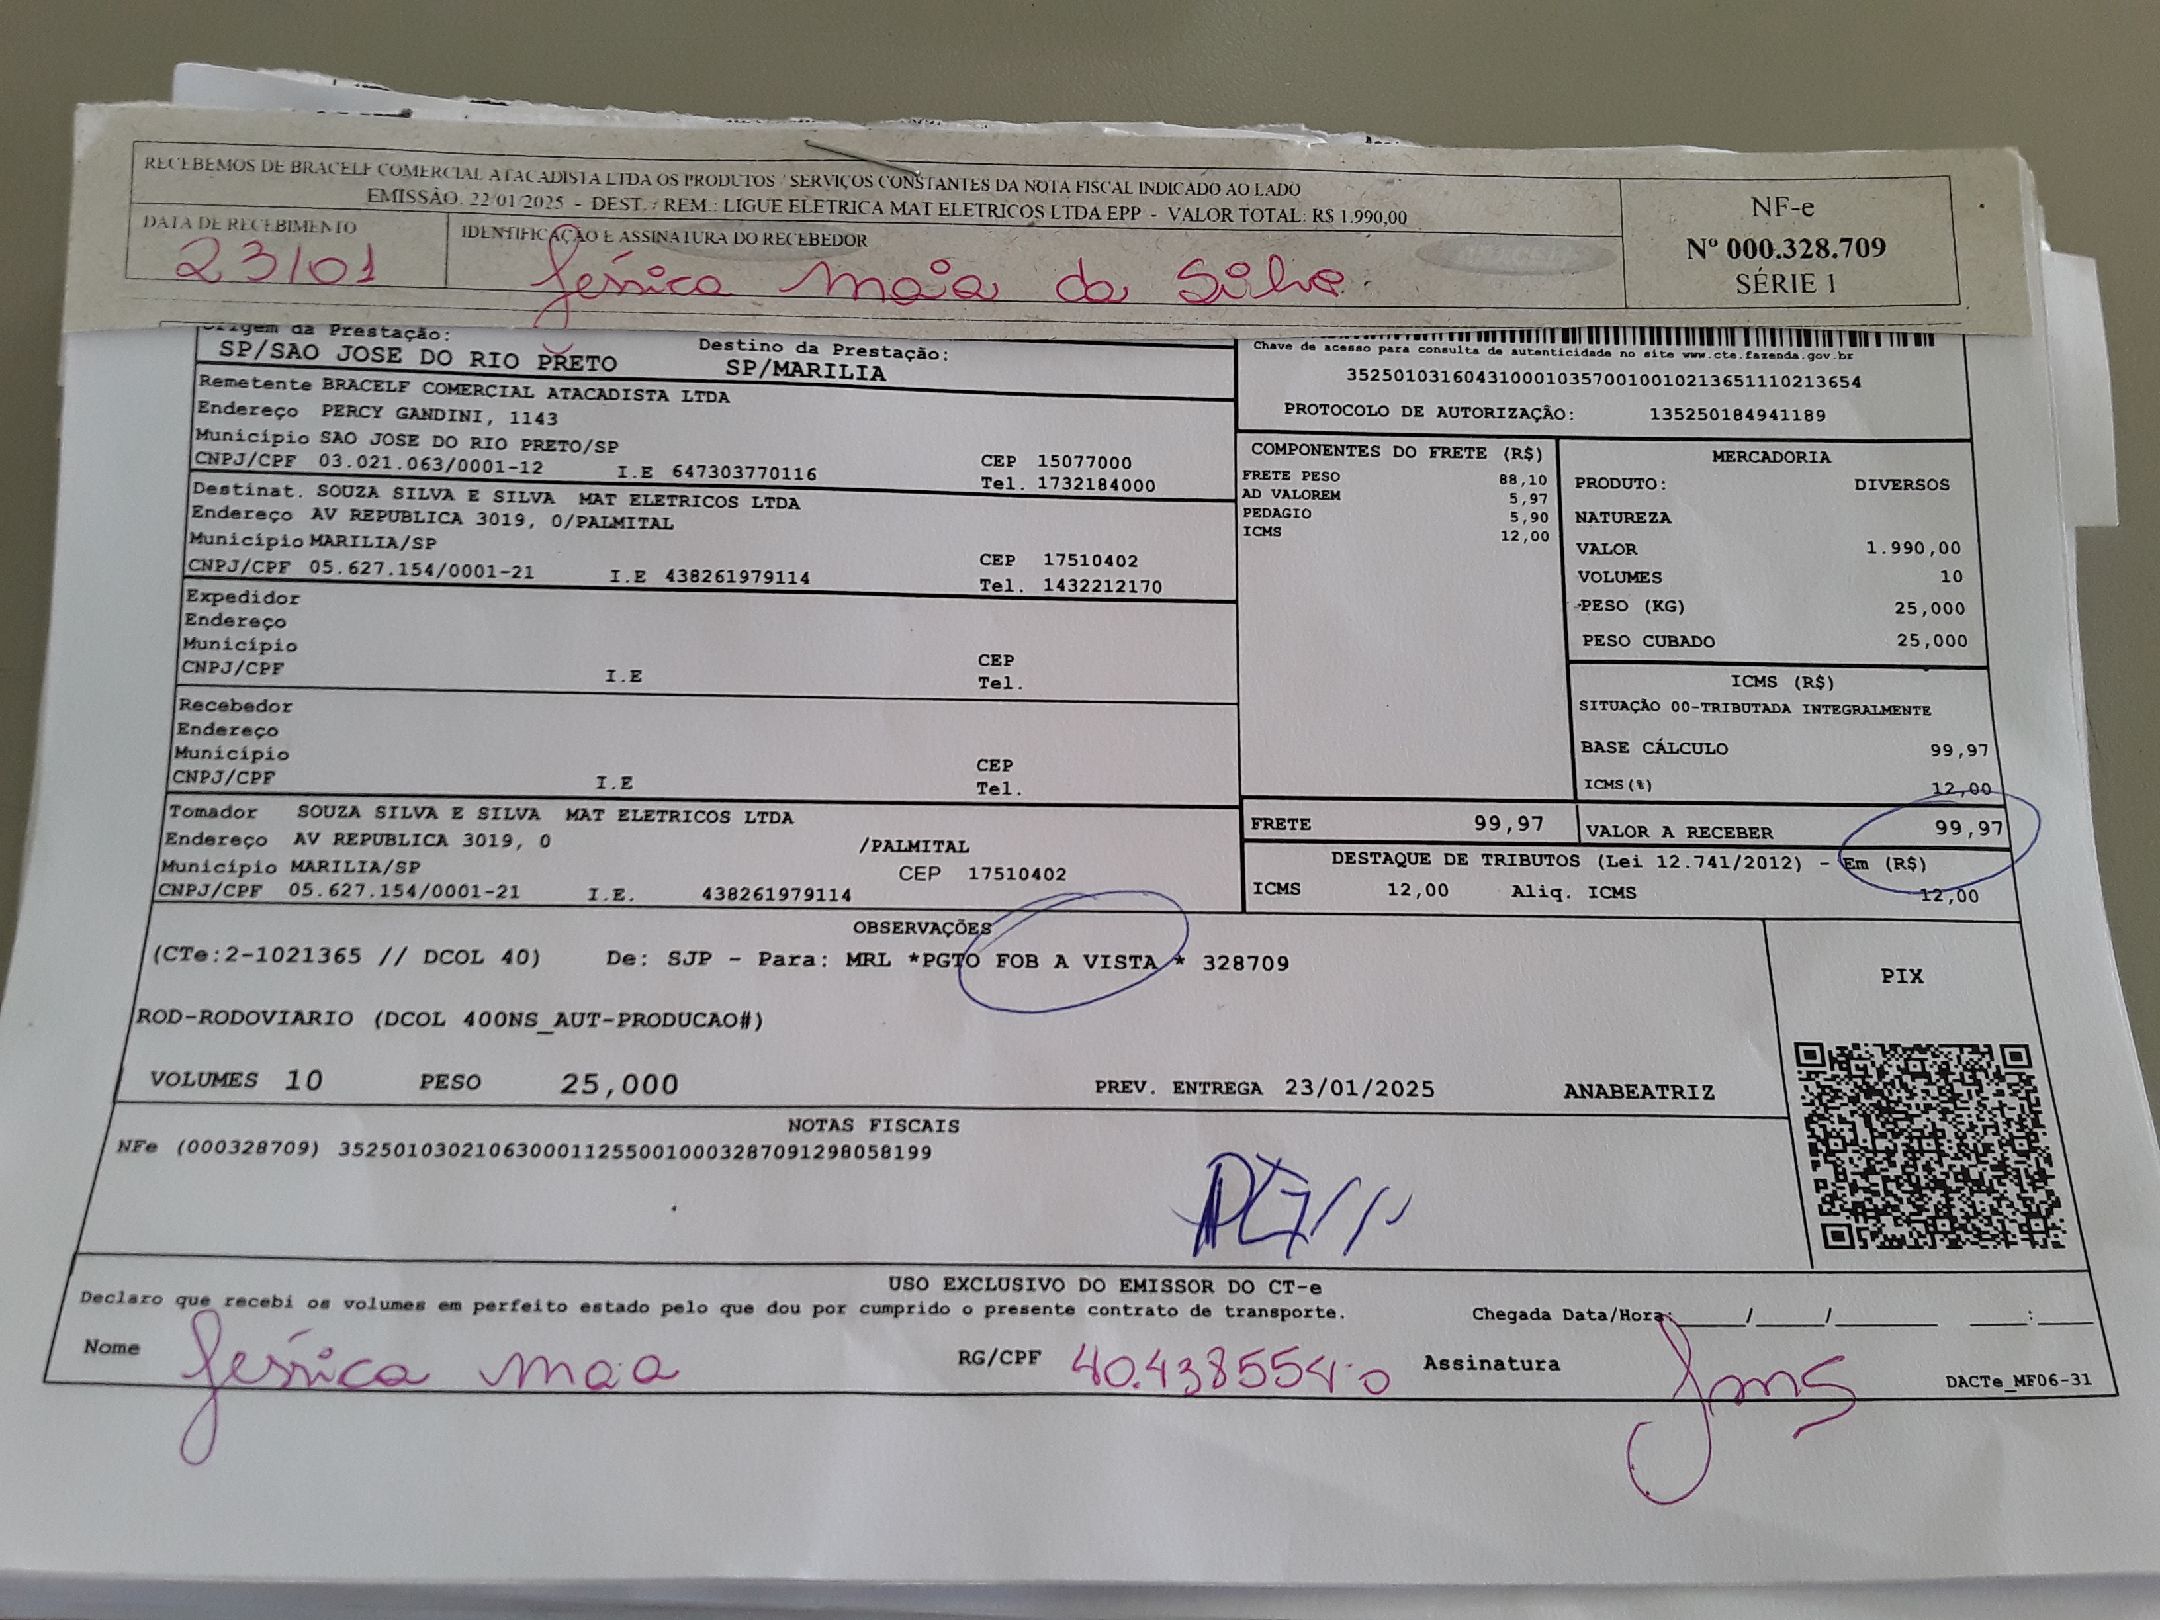 RECEBEMOS DE BRACELF COMERCIAL ATACADISTA LTDA OS PRODUTOS / SERVIÇOS CONSTANTES DA NOTA FISCAL INDICADO AO LADO
EMISSÃO. 22/01/2025 - DEST. / REM.: LIGUE ELETRICA MAT ELETRICOS LTDA EPP - VALOR TOTAL: R$ 1.990,00
DATA DE RECEBIMENTO
23/01
IDENTIFICAÇÃO E ASSINATURA DO RECEBEDOR
Jéssica Maia da Silva
NF-e
Nº 000.328.709
SÉRIE 1
Origem da Prestação:
SP/SAO JOSE DO RIO PRETO
Destino da Prestação:
SP/MARILIA
Chave de acesso para consulta de autenticidade no site www.cte.fazenda.gov.br
35250103160431000103570010010213651110213654
PROTOCOLO DE AUTORIZAÇÃO: 135250184941189
Remetente BRACELF COMERCIAL ATACADISTA LTDA
Endereço PERCY GANDINI, 1143
Município SAO JOSE DO RIO PRETO/SP
CEP 15077000
CNPJ/CPF 03.021.063/0001-12 I.E 647303770116
Tel. 1732184000
Destinat. SOUZA SILVA E SILVA MAT ELETRICOS LTDA
Endereço AV REPUBLICA 3019, 0/PALMITAL
Município MARILIA/SP
CEP 17510402
CNPJ/CPF 05.627.154/0001-21 I.E 438261979114
Tel. 1432212170
Expedidor
Endereço
Município
CEP
CNPJ/CPF I.E
Tel.
Recebedor
Endereço
Município
CEP
CNPJ/CPF I.E
Tel.
Tomador SOUZA SILVA E SILVA MAT ELETRICOS LTDA
Endereço AV REPUBLICA 3019, 0 /PALMITAL
Município MARILIA/SP CEP 17510402
CNPJ/CPF 05.627.154/0001-21 I.E. 438261979114
COMPONENTES DO FRETE (R$)
FRETE PESO 88,10
AD VALOREM 5,97
PEDAGIO 5,90
ICMS 12,00
MERCADORIA
PRODUTO: DIVERSOS
NATUREZA
VALOR 1.990,00
VOLUMES 10
PESO (KG) 25,000
PESO CUBADO 25,000
ICMS (R$)
SITUAÇÃO 00-TRIBUTADA INTEGRALMENTE
BASE CÁLCULO 99,97
ICMS(%) 12,00
FRETE 99,97
VALOR A RECEBER 99,97
DESTAQUE DE TRIBUTOS (Lei 12.741/2012) - Em (R$)
ICMS 12,00 Aliq. ICMS 12,00
OBSERVAÇÕES
(CTe:2-1021365 // DCOL 40) De: SJP - Para: MRL *PGTO FOB A VISTA * 328709
ROD-RODOVIARIO (DCOL 400NS_AUT-PRODUCAO#)
VOLUMES 10 PESO 25,000 PREV. ENTREGA 23/01/2025 ANABEATRIZ
PIX
NOTAS FISCAIS
NFe (000328709) 35250103021063000112550010003287091298058199
USO EXCLUSIVO DO EMISSOR DO CT-e
Declaro que recebi os volumes em perfeito estado pelo que dou por cumprido o presente contrato de transporte.
Chegada Data/Hora: / / :
Nome Jéssica Maia RG/CPF Assinatura JMS
DACTe_MF06-31